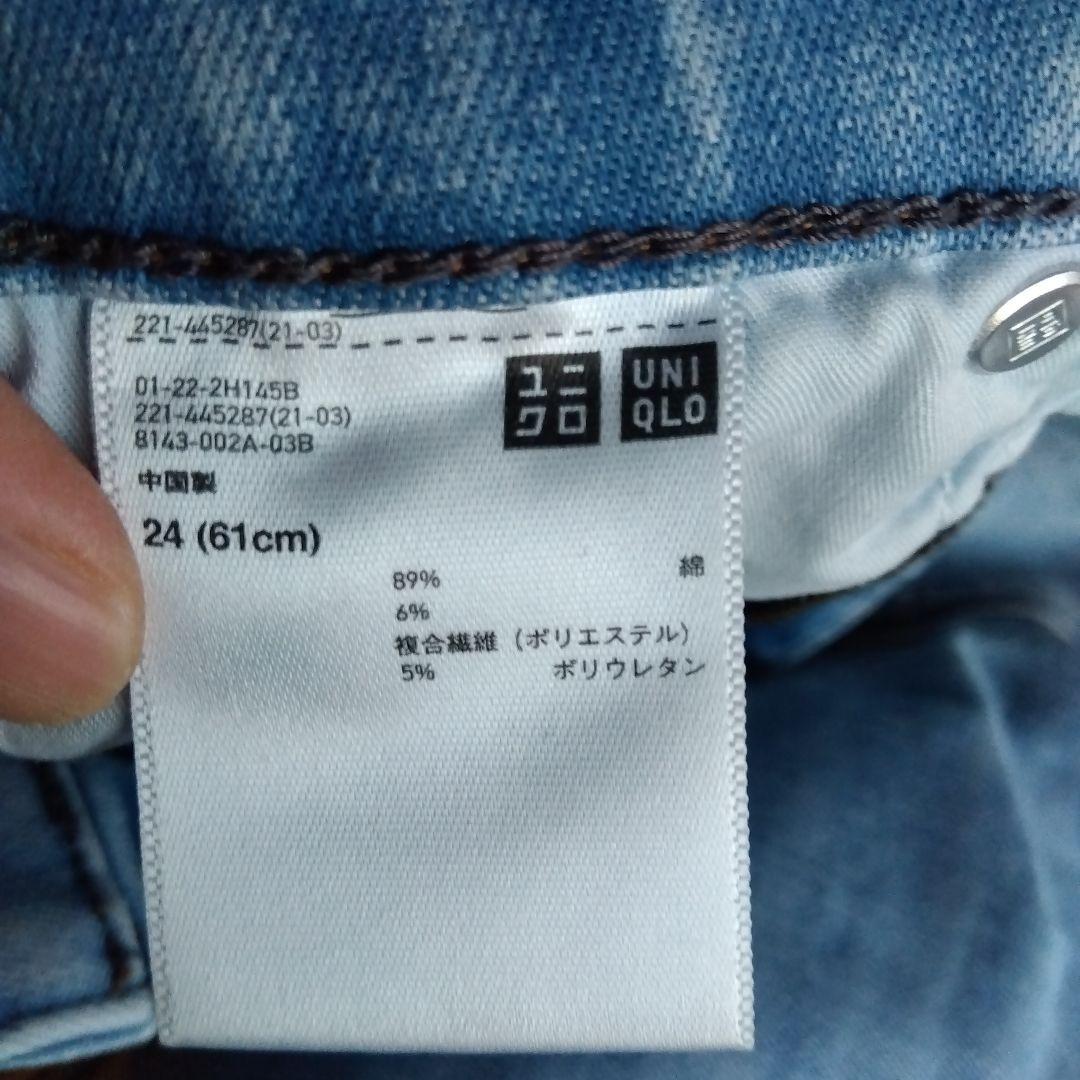 221-445287(21-03)
01-22-2H145B
221-445287(21-03)
8143-002A-03B
中国製
ユニ
クロ
UNI
QLO
24 (61cm)
89% 綿
6%
複合繊維（ポリエステル）
5% ポリウレタン